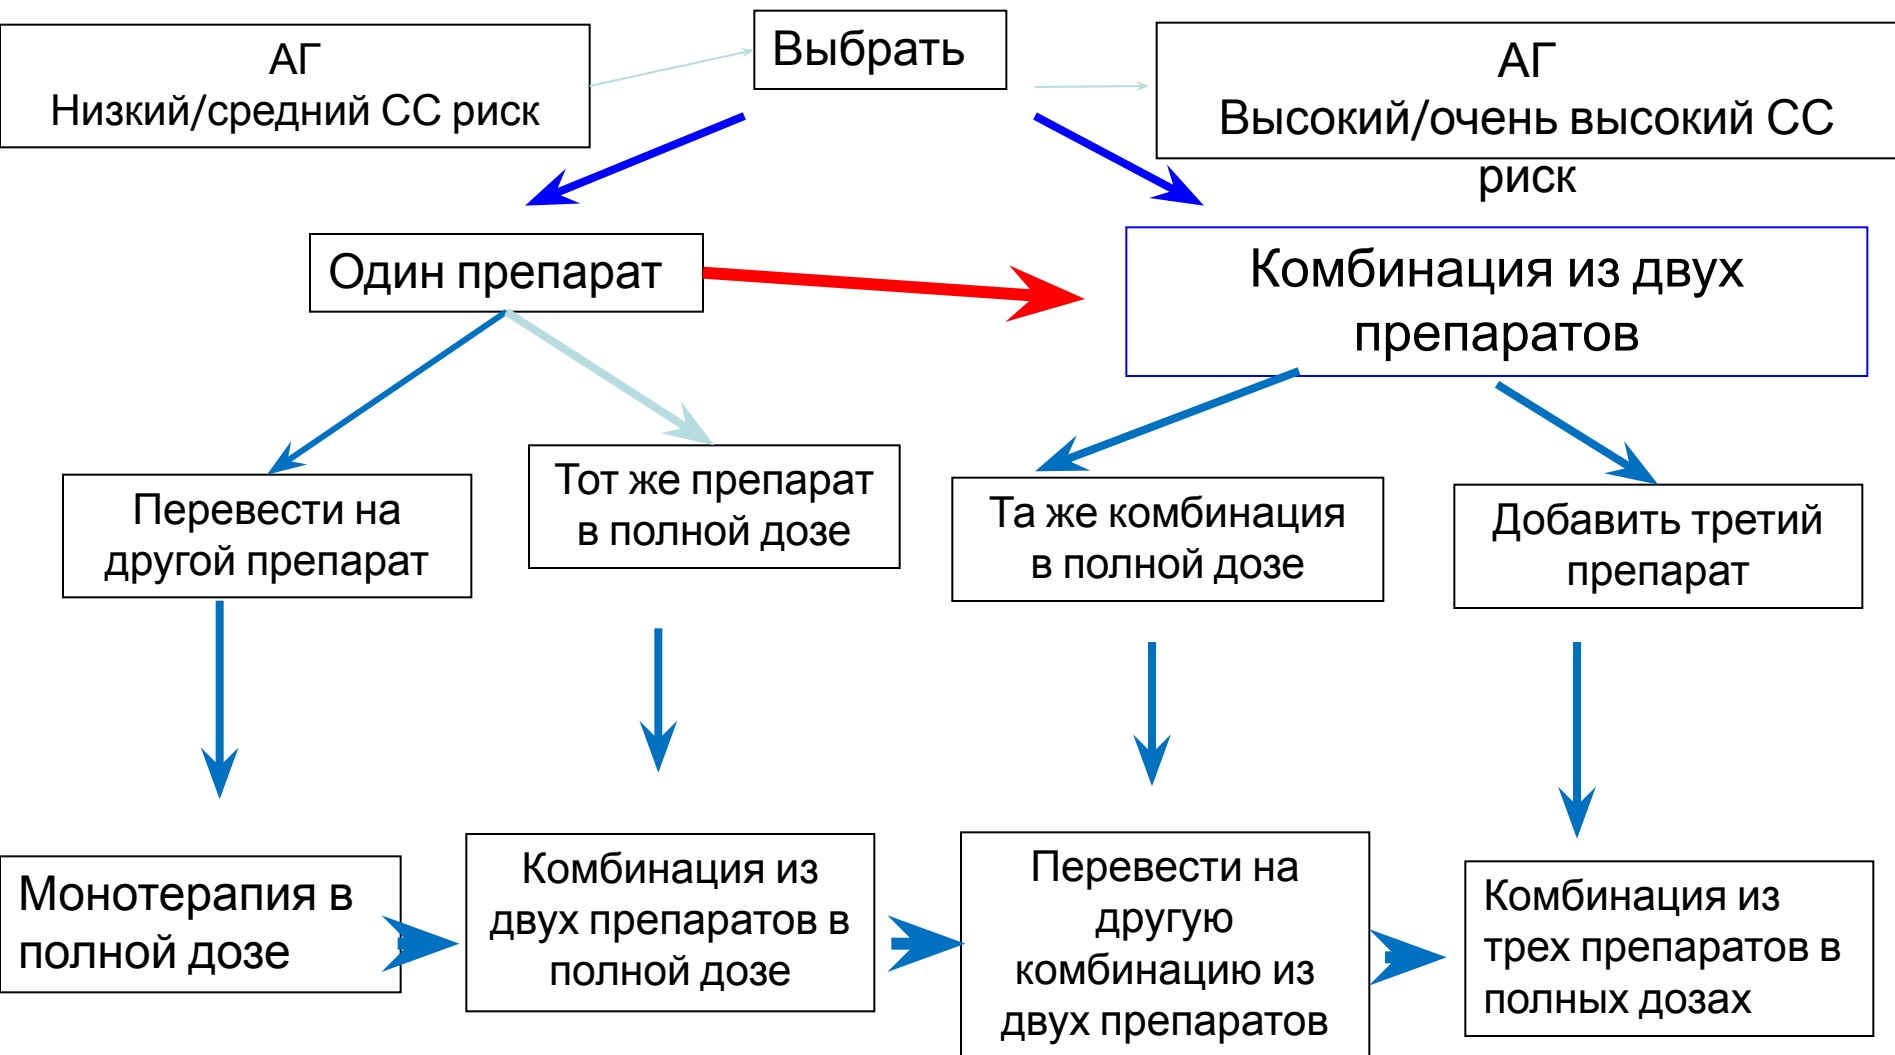 АГ
Низкий/средний СС риск
Выбрать
АГ
Высокий/очень высокий СС
риск
Один препарат
Комбинация из двух
препаратов
Перевести на
другой препарат
Тот же препарат
в полной дозе
Та же комбинация
в полной дозе
Добавить третий
препарат
Монотерапия в
полной дозе
Комбинация из
двух препаратов в
полной дозе
Перевести на
другую
комбинацию из
двух препаратов
Комбинация из
трех препаратов в
полных дозах